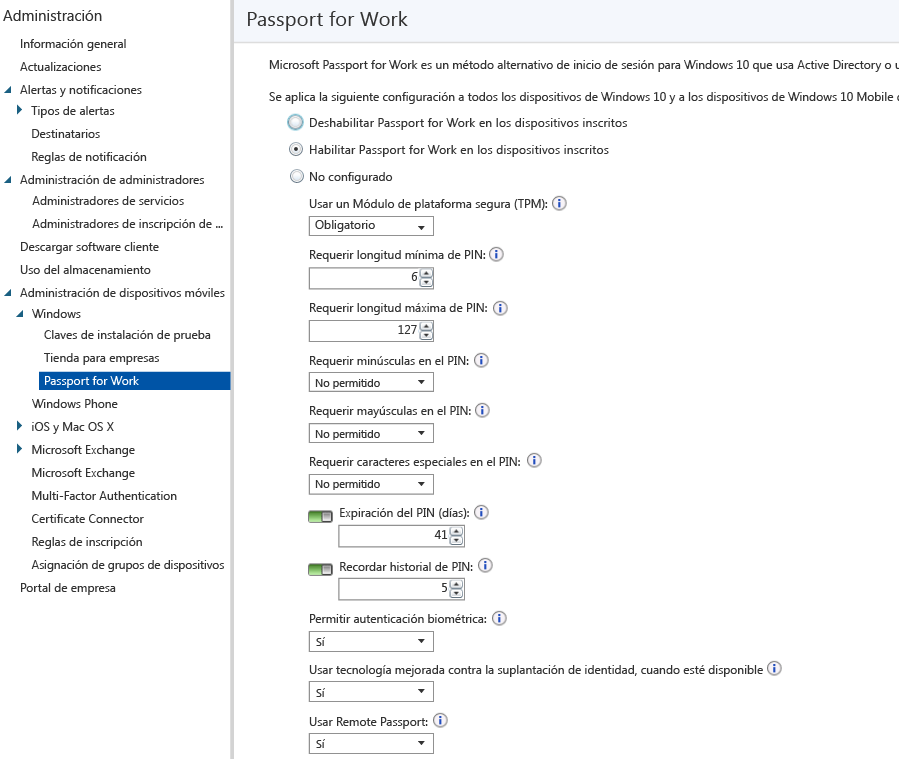 Administración
Información general
Actualizaciones
Alertas y notificaciones
Tipos de alertas
Destinatarios
Reglas de notificación
Administración de administradores
Administradores de servicios
Administradores de inscripción de ...
Descargar software cliente
Uso del almacenamiento
Administración de dispositivos móviles
Windows
Claves de instalación de prueba
Tienda para empresas
Passport for Work
Windows Phone
iOS y Mac OS X
Microsoft Exchange
Microsoft Exchange
Multi-Factor Authentication
Certificate Connector
Reglas de inscripción
Asignación de grupos de dispositivos
Portal de empresa
Passport for Work
Microsoft Passport for Work es un método alternativo de inicio de sesión para Windows 10 que usa Active Directory o
Se aplica la siguiente configuración a todos los dispositivos de Windows 10 y a los dispositivos de Windows 10 Mobile
Deshabilitar Passport for Work en los dispositivos inscritos
Habilitar Passport for Work en los dispositivos inscritos
No configurado
Usar un Módulo de plataforma segura (TPM):
Obligatorio
Requerir longitud mínima de PIN:
6
Requerir longitud máxima de PIN:
127
Requerir minúsculas en el PIN:
No permitido
Requerir mayúsculas en el PIN:
No permitido
Requerir caracteres especiales en el PIN:
No permitido
Expiración del PIN (días):
41
Recordar historial de PIN:
5
Permitir autenticación biométrica:
Sí
Usar tecnología mejorada contra la suplantación de identidad, cuando esté disponible
Sí
Usar Remote Passport:
Sí